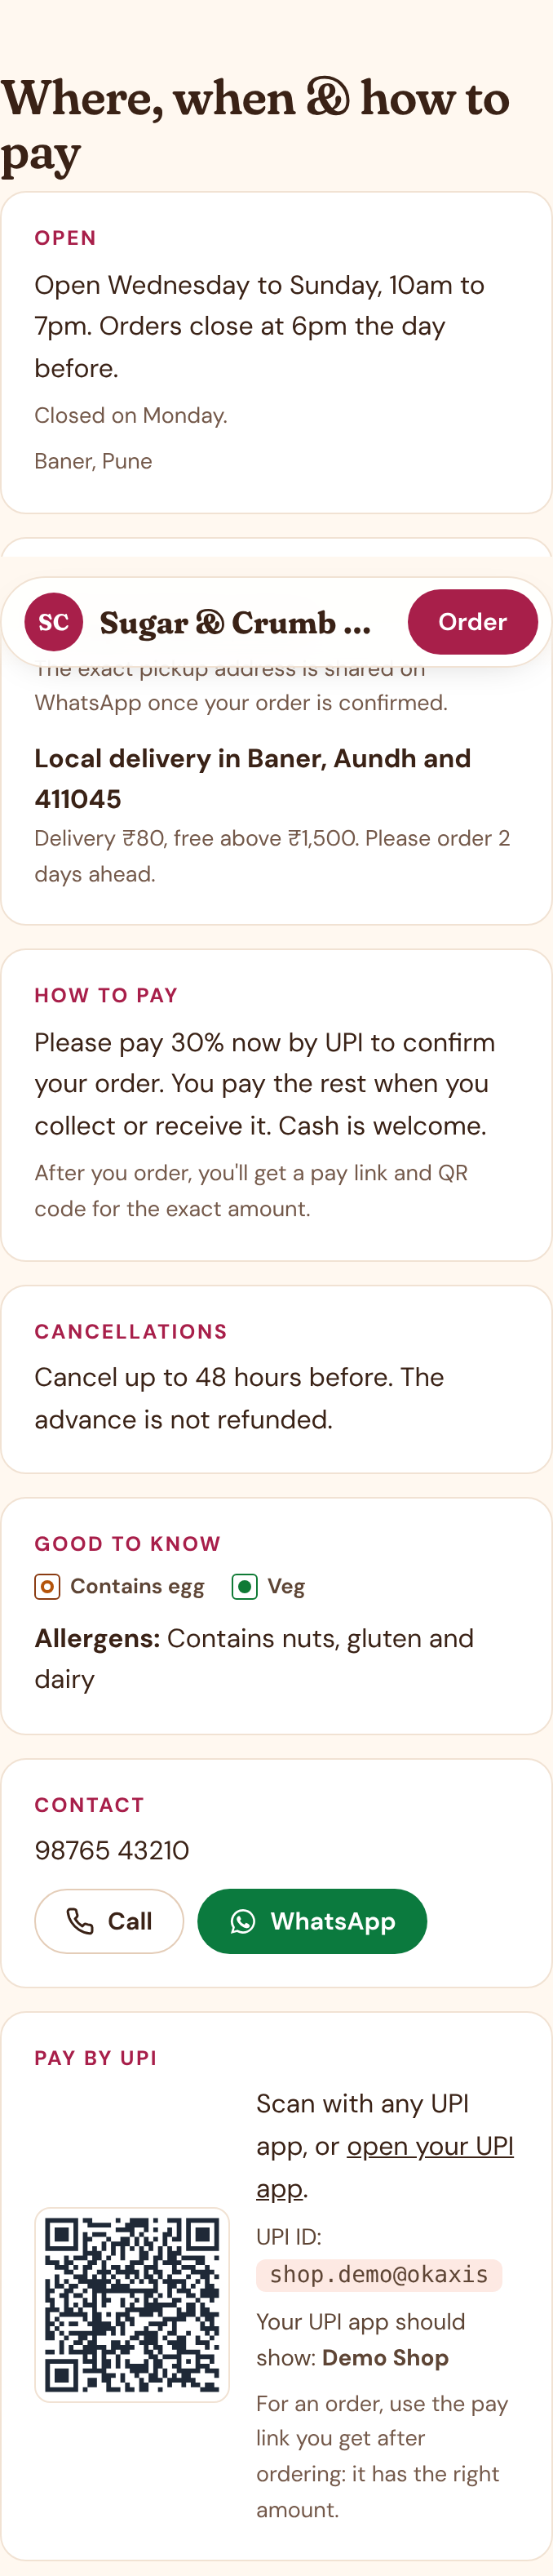 Where, when & how to
pay
OPEN
Open Wednesday to Sunday, 10am to
7pm. Orders close at 6pm the day
before.
Closed on Monday.
Baner, Pune
SC Sugar & Crumb ... Order
The exact pickup address is shared on
WhatsApp once your order is confirmed.
Local delivery in Baner, Aundh and
411045
Delivery ₹80, free above ₹1,500. Please order 2
days ahead.
HOW TO PAY
Please pay 30% now by UPI to confirm
your order. You pay the rest when you
collect or receive it. Cash is welcome.
After you order, you'll get a pay link and QR
code for the exact amount.
CANCELLATIONS
Cancel up to 48 hours before. The
advance is not refunded.
GOOD TO KNOW
Contains egg Veg
Allergens: Contains nuts, gluten and
dairy
CONTACT
98765 43210
Call WhatsApp
PAY BY UPI
Scan with any UPI
app, or open your UPI
app.
UPI ID:
shop.demo@okaxis
Your UPI app should
show: Demo Shop
For an order, use the pay
link you get after
ordering: it has the right
amount.